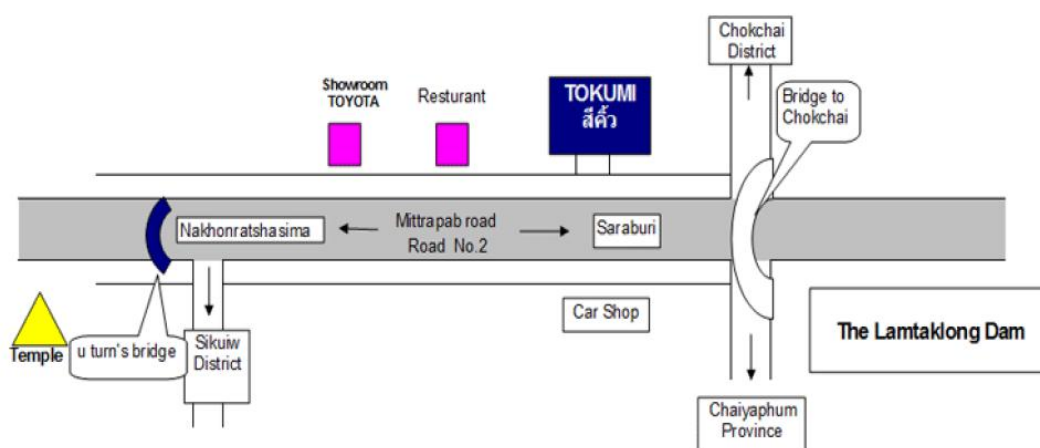 Chokchai
District
Showroom
TOYOTA
Resturant
TOKUMI
สีคิ้ว
Bridge to
Chokchai
Nakhonratshasima
Mittrapab road
Road No.2
Saraburi
Temple
u turn's bridge
Sikuiw
District
Car Shop
The Lamtaklong Dam
Chaiyaphum
Province